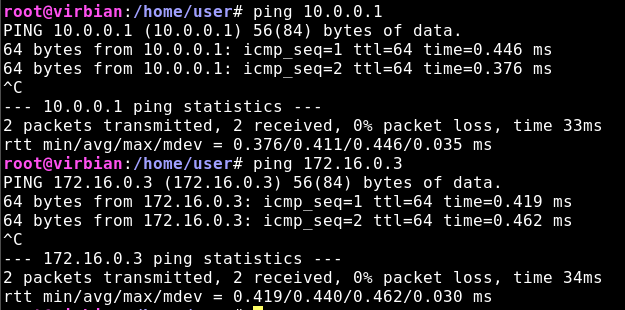 root@virbian:/home/user# ping 10.0.0.1
PING 10.0.0.1 (10.0.0.1) 56(84) bytes of data.
64 bytes from 10.0.0.1: icmp_seq=1 ttl=64 time=0.446 ms
64 bytes from 10.0.0.1: icmp_seq=2 ttl=64 time=0.376 ms
^C
--- 10.0.0.1 ping statistics ---
2 packets transmitted, 2 received, 0% packet loss, time 33ms
rtt min/avg/max/mdev = 0.376/0.411/0.446/0.035 ms
root@virbian:/home/user# ping 172.16.0.3
PING 172.16.0.3 (172.16.0.3) 56(84) bytes of data.
64 bytes from 172.16.0.3: icmp_seq=1 ttl=64 time=0.419 ms
64 bytes from 172.16.0.3: icmp_seq=2 ttl=64 time=0.462 ms
^C
--- 172.16.0.3 ping statistics ---
2 packets transmitted, 2 received, 0% packet loss, time 34ms
rtt min/avg/max/mdev = 0.419/0.440/0.462/0.030 ms
root@virbian:/home/user#